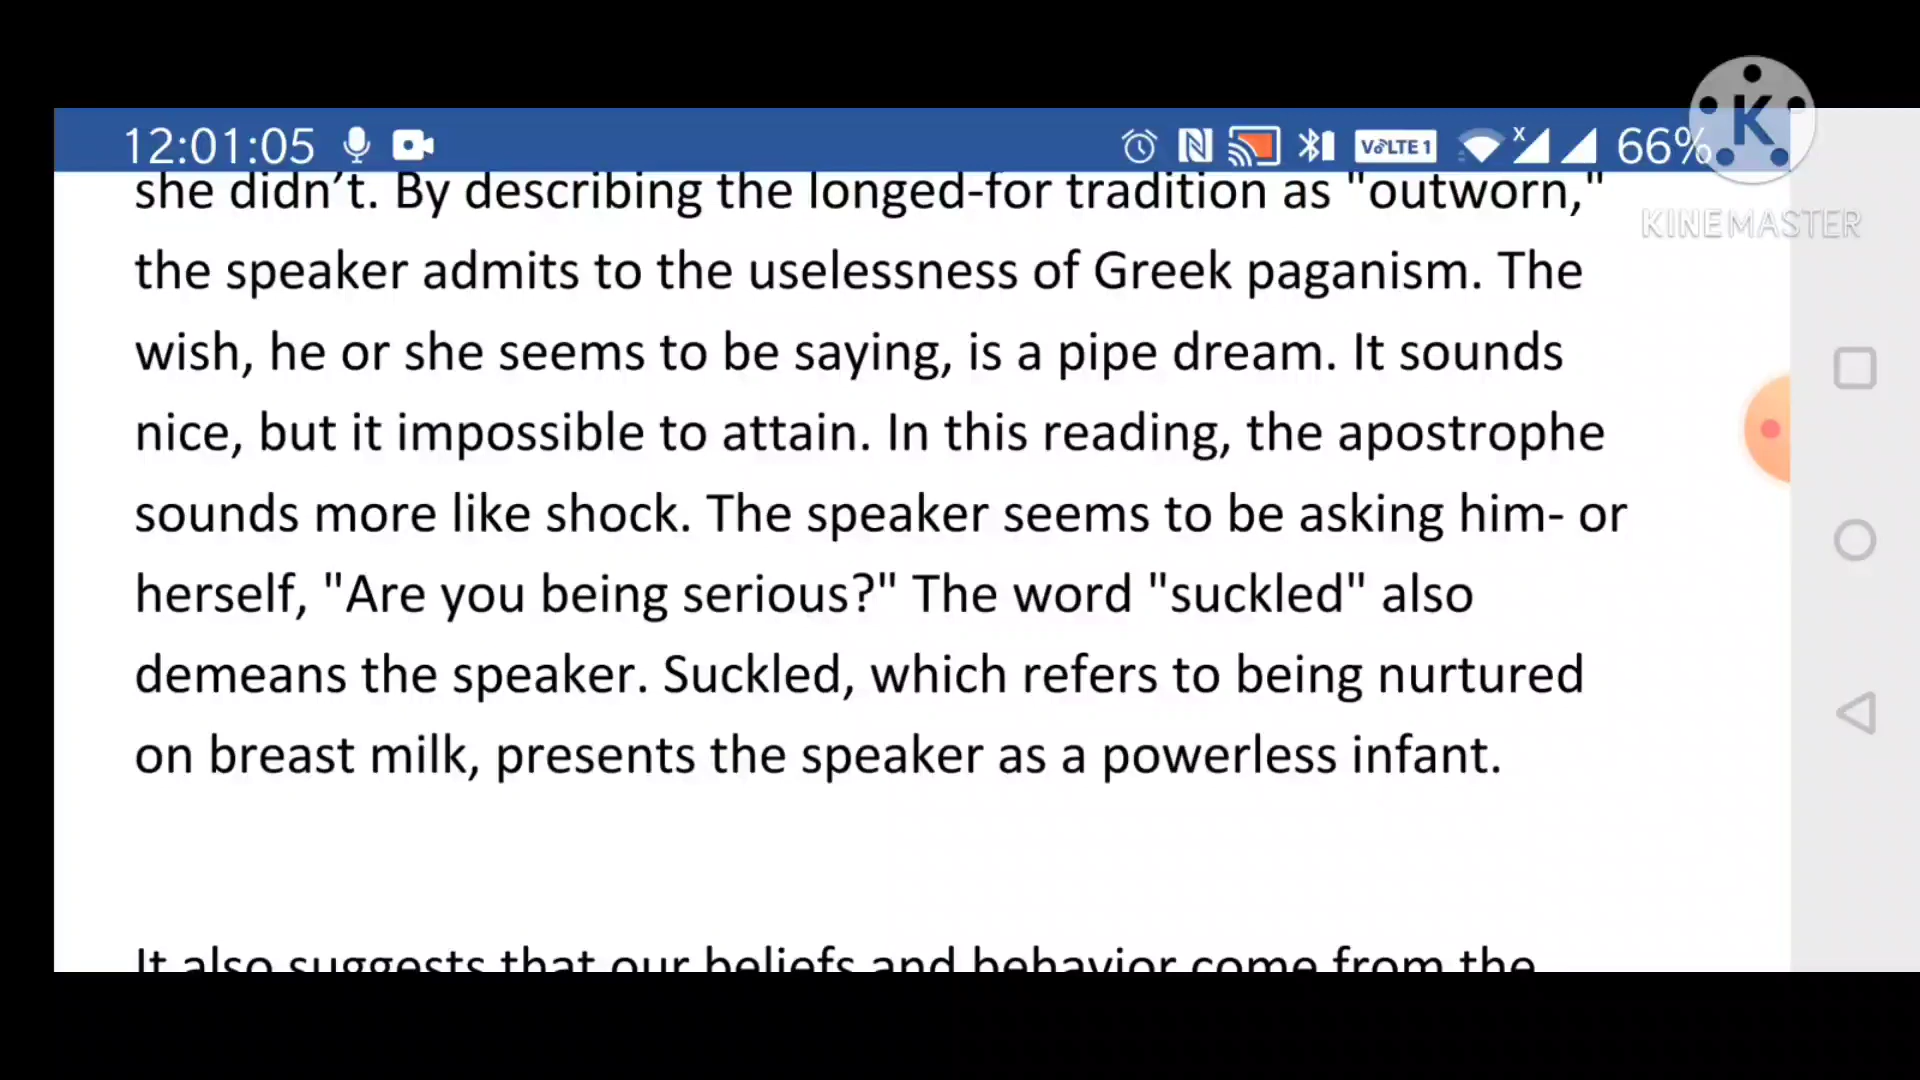 12:01:05 VoLTE 1 X 66%
K
KINEMASTER
she didn’t. By describing the longed-for tradition as "outworn,"
the speaker admits to the uselessness of Greek paganism. The
wish, he or she seems to be saying, is a pipe dream. It sounds
nice, but it impossible to attain. In this reading, the apostrophe
sounds more like shock. The speaker seems to be asking him- or
herself, "Are you being serious?" The word "suckled" also
demeans the speaker. Suckled, which refers to being nurtured
on breast milk, presents the speaker as a powerless infant.
It also suggests that our beliefs and behavior come from the